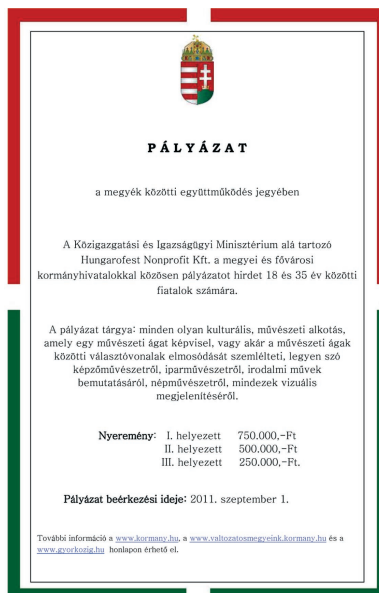 PÁLYÁZAT
a megyék közötti együttműködés jegyében
A Közigazgatási és Igazságügyi Minisztérium alá tartozó
Hungarofest Nonprofit Kft. a megyei és fővárosi
kormányhivatalokkal közösen pályázatot hirdet 18 és 35 év közötti
fiatalok számára.
A pályázat tárgya: minden olyan kulturális, művészeti alkotás,
amely egy művészeti ágat képvisel, vagy akár a művészeti ágak
közötti választóvonalak elmosódását szemlélteti, legyen szó
képzőművészetről, iparművészetről, irodalmi művek
bemutatásáról, népművészetről, mindezek vizuális
megjelenítéséről.
Nyeremény: I. helyezett 750.000,-Ft
II. helyezett 500.000,-Ft
III. helyezett 250.000,-Ft.
Pályázat beérkezési ideje: 2011. szeptember 1.
További információ a www.kormany.hu, a www.valtozatosmegyeink.kormany.hu és a
www.gyorkozig.hu honlapon érhető el.